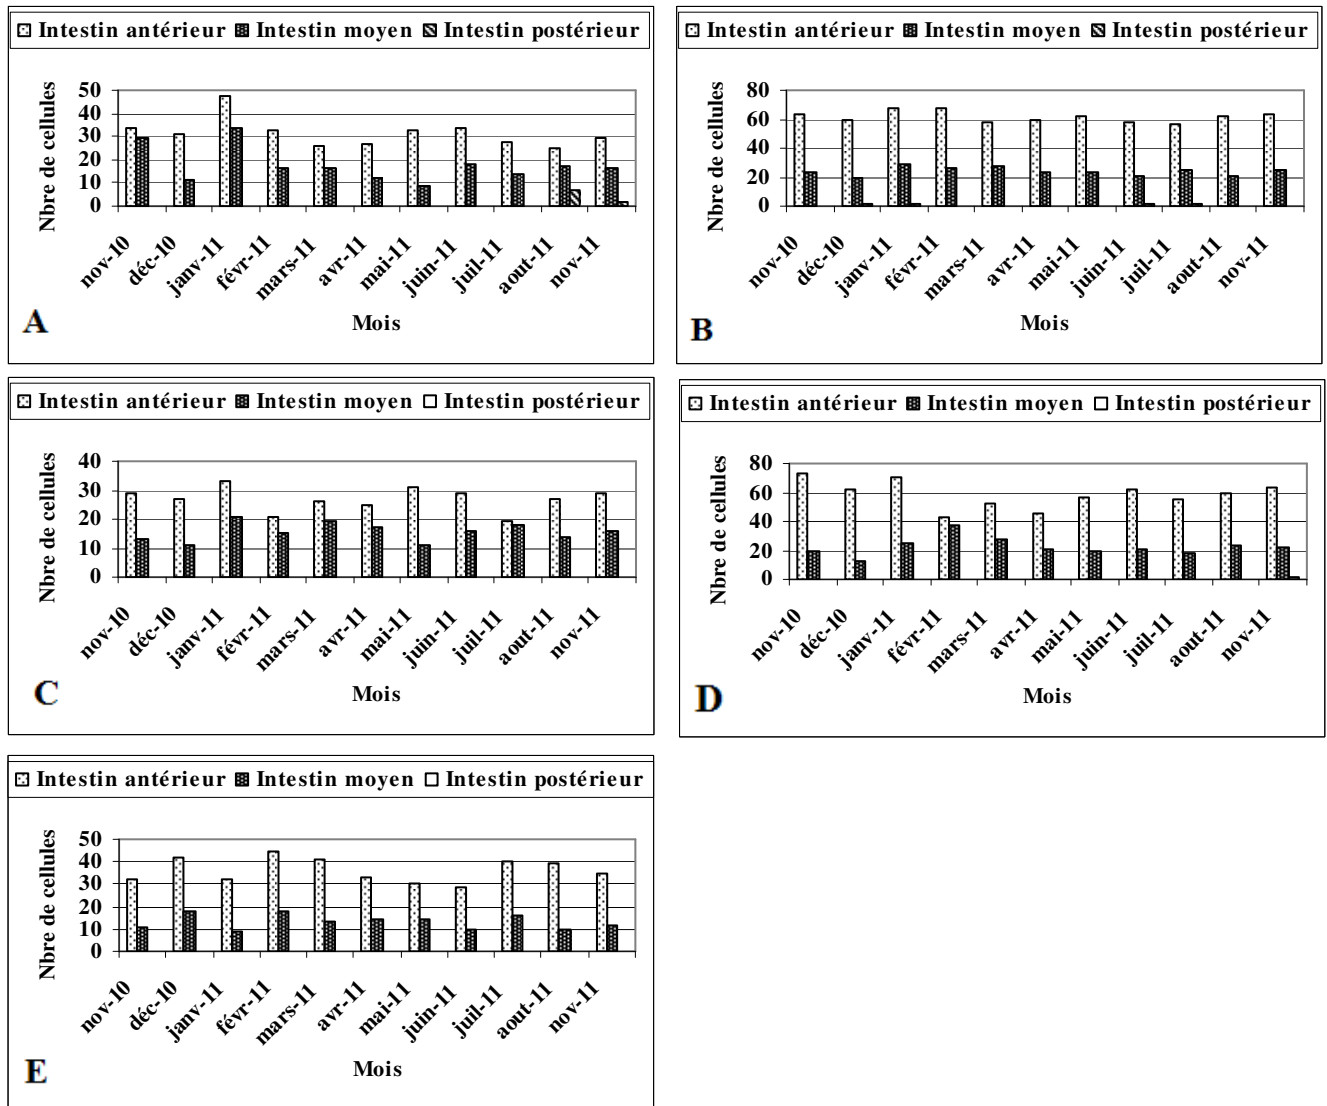 Intestin antérieur Intestin moyen Intestin postérieur
Nbre de cellules
50
40
30
20
10
0
nov-10
déc-10
janv-11
févr-11
mars-11
avr-11
mai-11
juin-11
juil-11
aout-11
nov-11
Mois
A
Intestin antérieur Intestin moyen Intestin postérieur
Nbre de cellules
80
60
40
20
0
nov-10
déc-10
janv-11
févr-11
mars-11
avr-11
mai-11
juin-11
juil-11
aout-11
nov-11
Mois
B
Intestin antérieur Intestin moyen Intestin postérieur
Nbre de cellules
40
30
20
10
0
nov-10
déc-10
janv-11
févr-11
mars-11
avr-11
mai-11
juin-11
juil-11
aout-11
nov-11
Mois
C
Intestin antérieur Intestin moyen Intestin postérieur
Nbre de cellules
80
60
40
20
0
nov-10
déc-10
janv-11
févr-11
mars-11
avr-11
mai-11
juin-11
juil-11
aout-11
nov-11
Mois
D
Intestin antérieur Intestin moyen Intestin postérieur
Nbre de cellules
50
40
30
20
10
0
nov-10
déc-10
janv-11
févr-11
mars-11
avr-11
mai-11
juin-11
juil-11
aout-11
nov-11
Mois
E